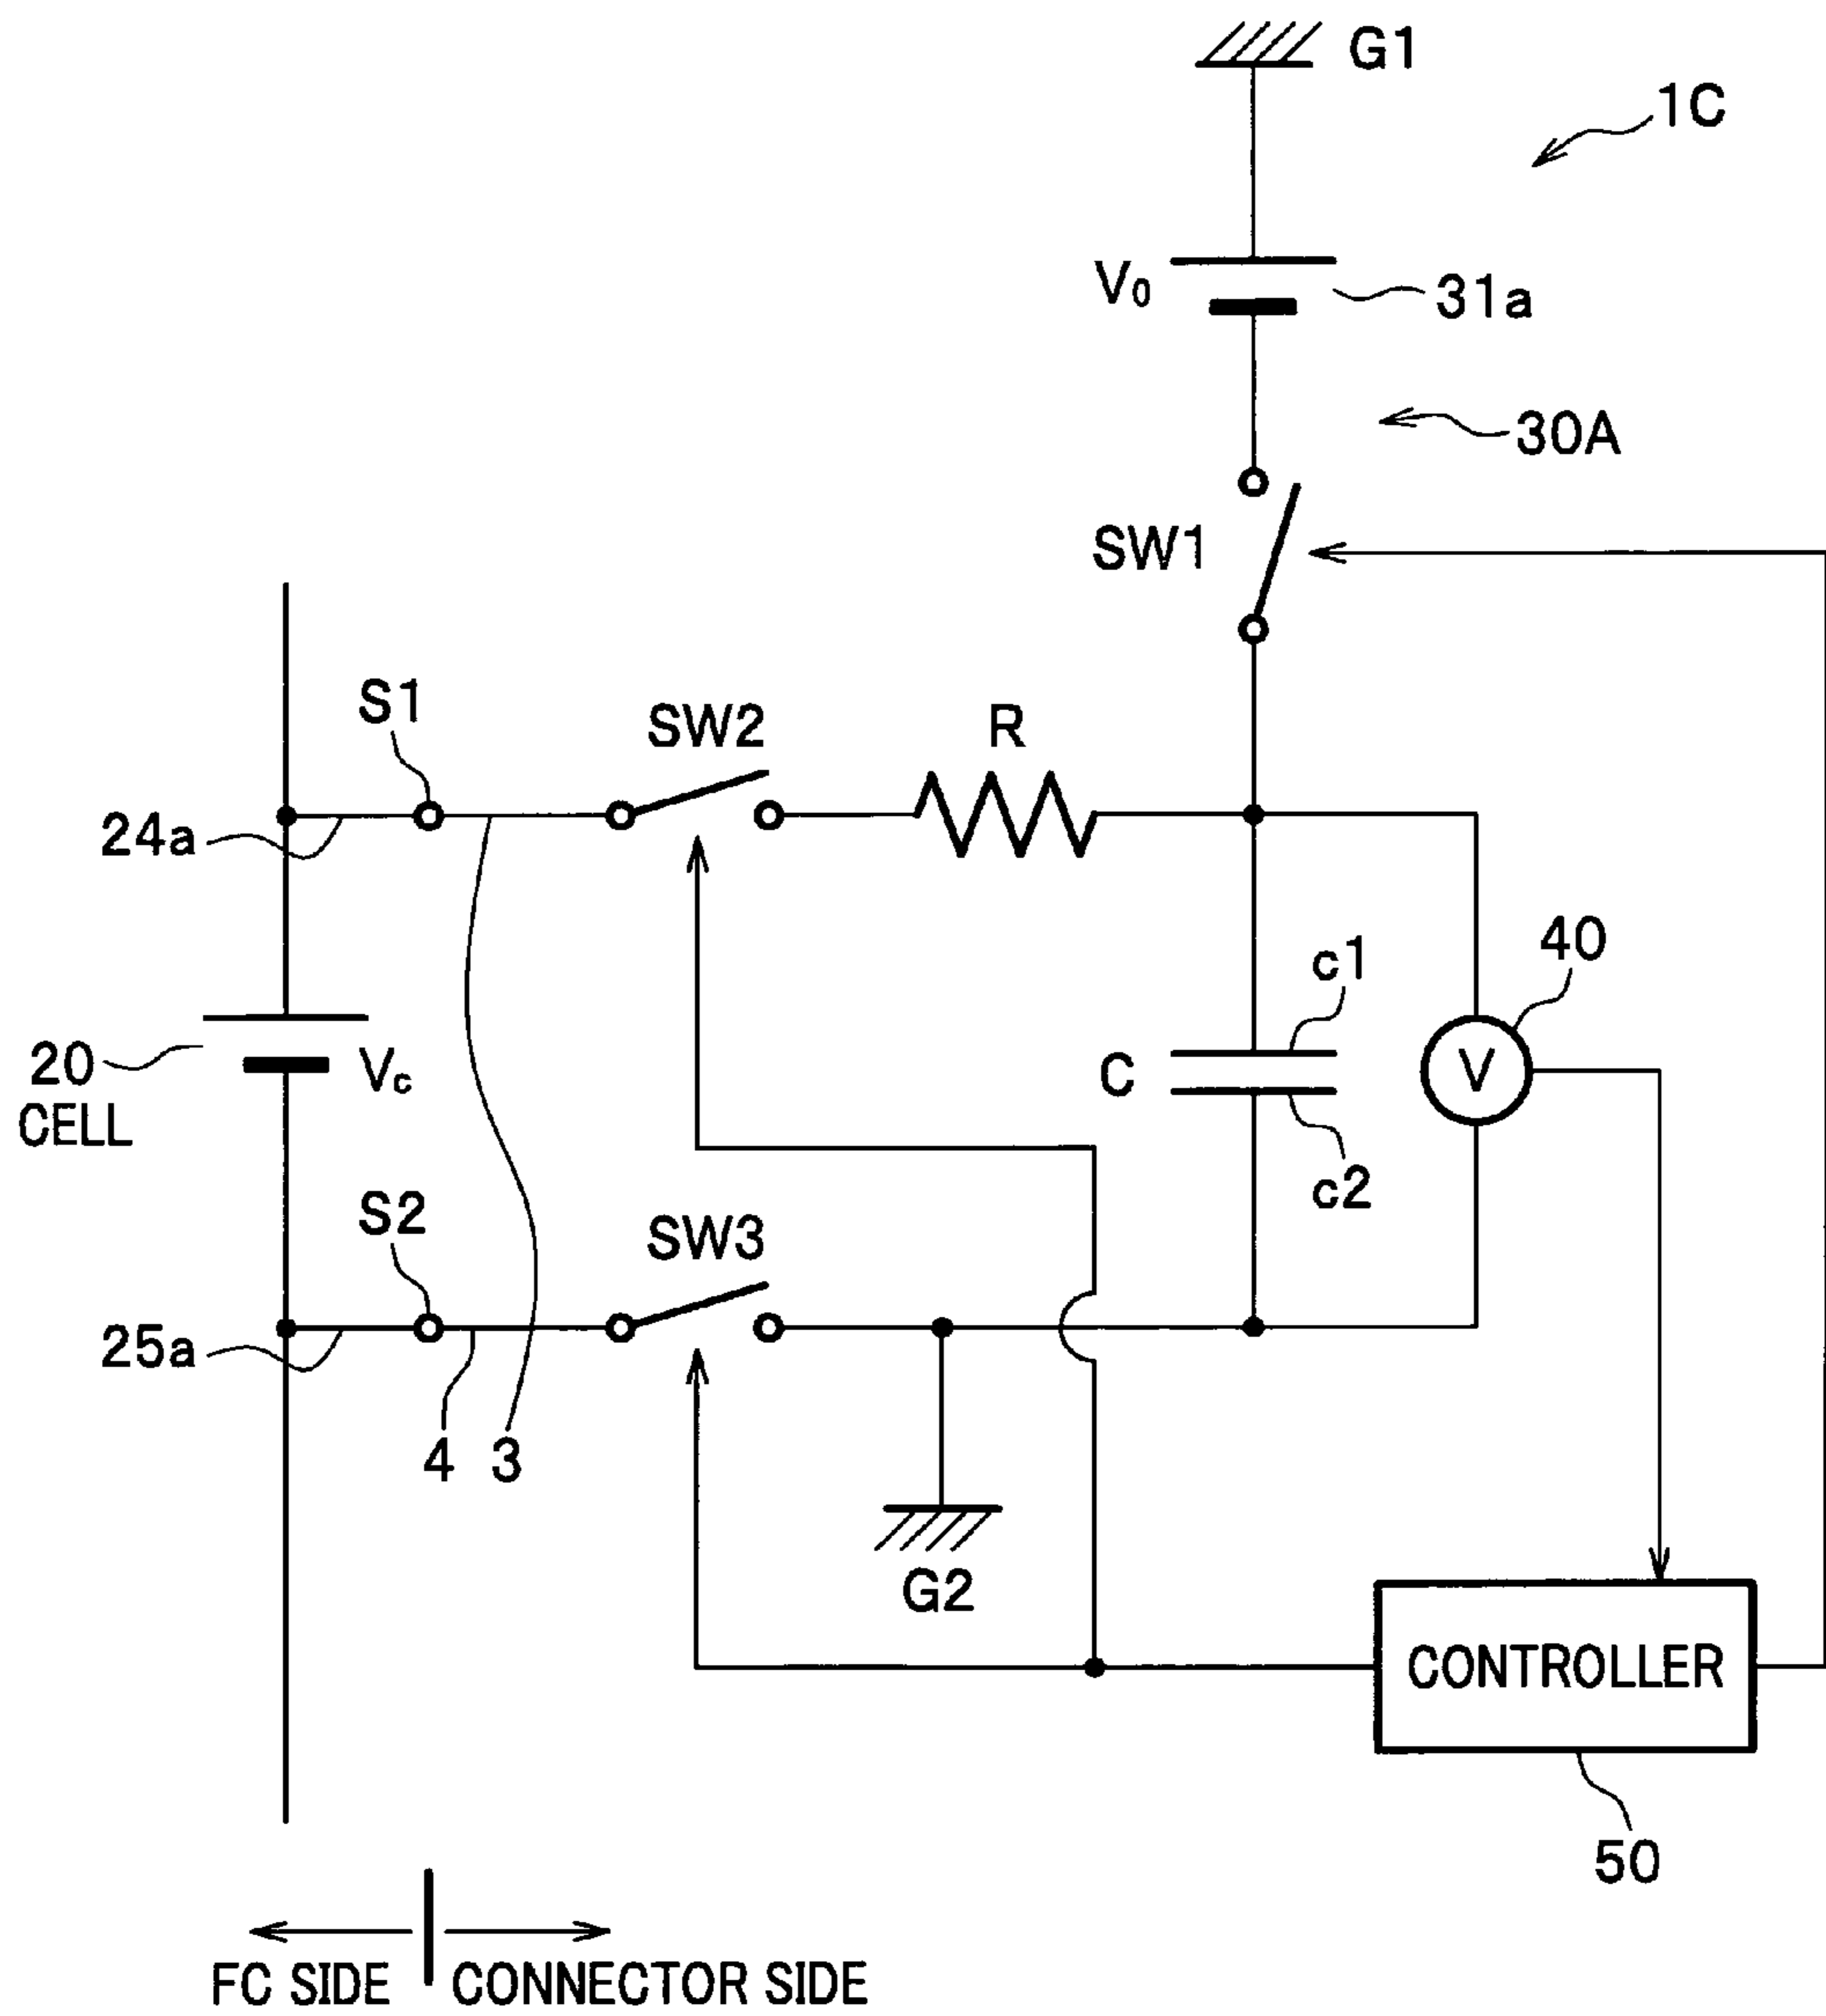 G1
1C
V0
31a
30A
SW1
S1
SW2
R
24a
40
c1
20
CELL
Vc
C
V
c2
S2
SW3
25a
4
3
G2
CONTROLLER
50
FC SIDE
CONNECTOR SIDE